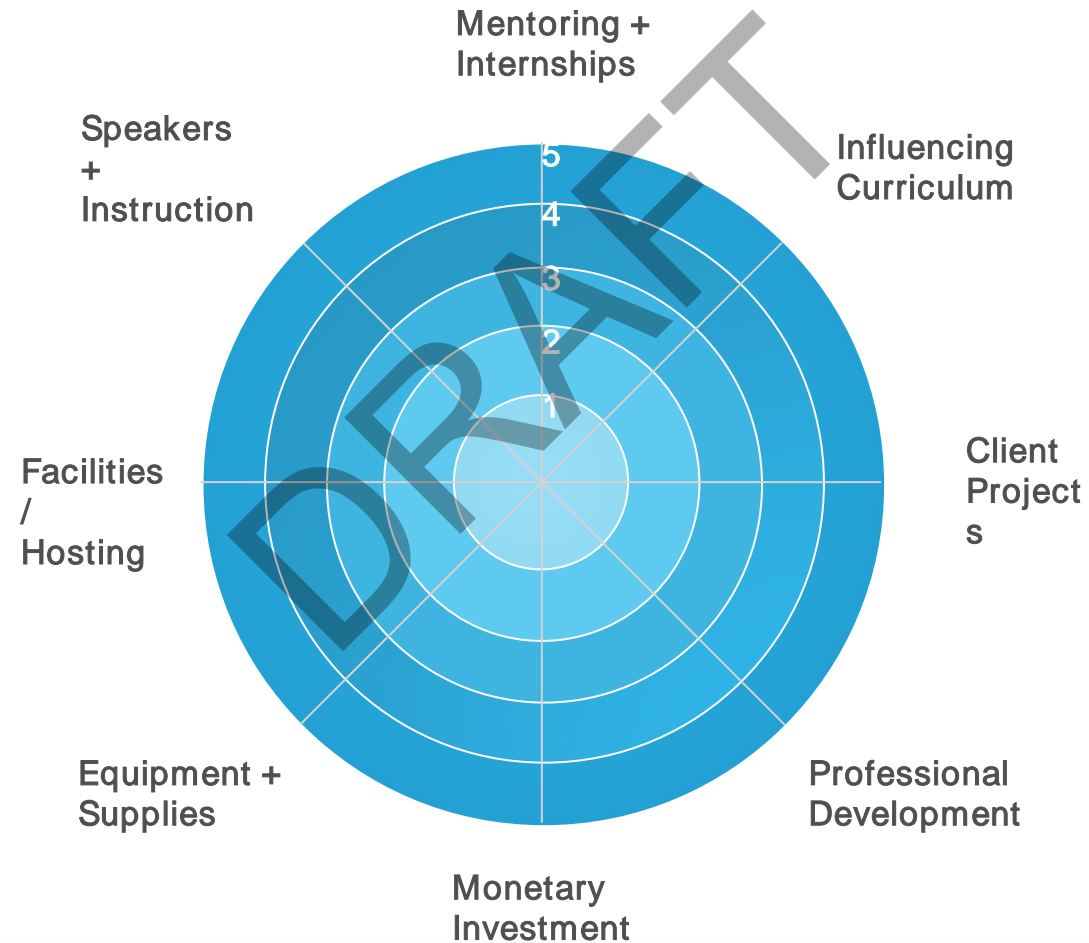 Mentoring +
Internships
Speakers
+
Instruction
Influencing
Curriculum
5
4
3
2
1
DRAFT
Facilities
/
Hosting
Client
Project
s
Equipment +
Supplies
Professional
Development
Monetary
Investment